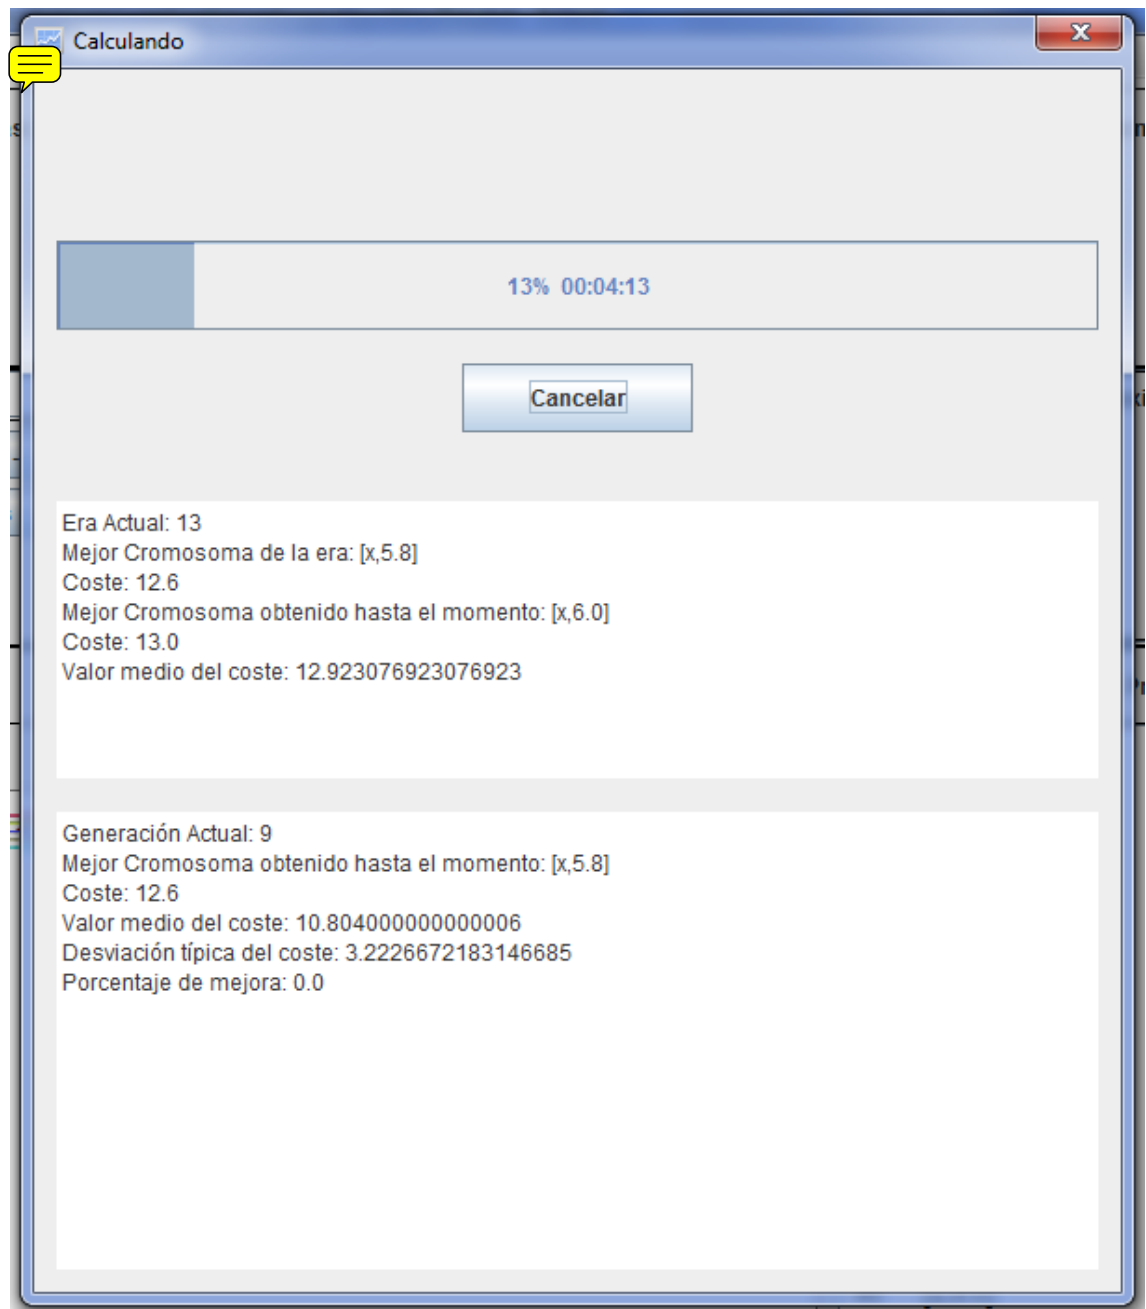 Calculando
13% 00:04:13
Cancelar
Era Actual: 13
Mejor Cromosoma de la era: [x,5.8]
Coste: 12.6
Mejor Cromosoma obtenido hasta el momento: [x,6.0]
Coste: 13.0
Valor medio del coste: 12.923076923076923
Generación Actual: 9
Mejor Cromosoma obtenido hasta el momento: [x,5.8]
Coste: 12.6
Valor medio del coste: 10.804000000000006
Desviación típica del coste: 3.2226672183146685
Porcentaje de mejora: 0.0